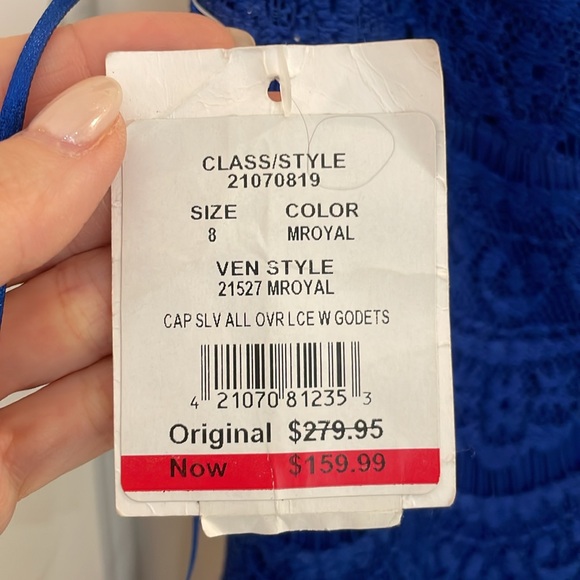 CLASS/STYLE
21070819
SIZE COLOR
8 MROYAL
VEN STYLE
21527 MROYAL
CAP SLV ALL OVR LCE W GODETS
4 21070 81235 3
Original $279.95
Now $159.99